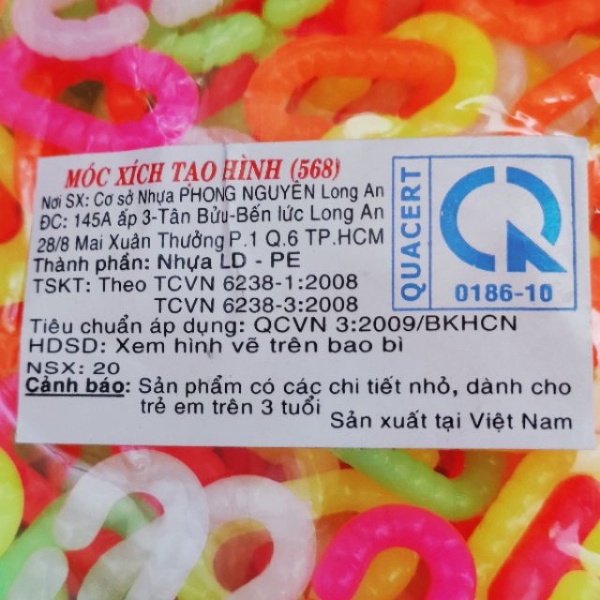 MÓC XÍCH TẠO HÌNH (568)
Nơi SX: Cơ sở Nhựa PHONG NGUYÊN Long An
ĐC: 145A ấp 3-Tân Bửu-Bến lức Long An
28/8 Mai Xuân Thưởng P.1 Q.6 TP.HCM
Thành phần: Nhựa LD - PE
TSKT: Theo TCVN 6238-1:2008
TCVN 6238-3:2008
Tiêu chuẩn áp dụng: QCVN 3:2009/BKHCN
HDSD: Xem hình vẽ trên bao bì
NSX: 20
Cảnh báo: Sản phẩm có các chi tiết nhỏ, dành cho
trẻ em trên 3 tuổi
Sản xuất tại Việt Nam
QUACERT
0186-10